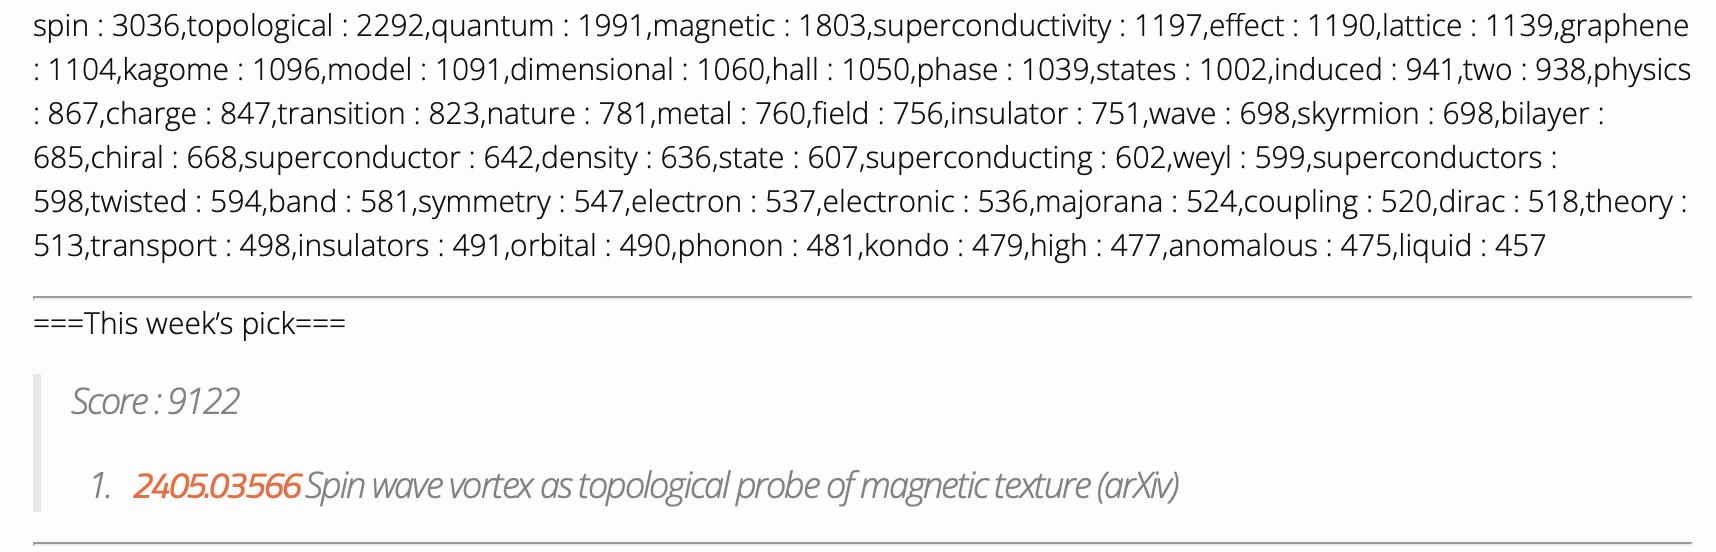 spin : 3036,topological : 2292,quantum : 1991,magnetic : 1803,superconductivity : 1197,effect : 1190,lattice : 1139,graphene
: 1104,kagome : 1096,model : 1091,dimensional : 1060,hall : 1050,phase : 1039,states : 1002,induced : 941,two : 938,physics
: 867,charge : 847,transition : 823,nature : 781,metal : 760,field : 756,insulator : 751,wave : 698,skyrmion : 698,bilayer :
685,chiral : 668,superconductor : 642,density : 636,state : 607,superconducting : 602,weyl : 599,superconductors :
598,twisted : 594,band : 581,symmetry : 547,electron : 537,electronic : 536,majorana : 524,coupling : 520,dirac : 518,theory :
513,transport : 498,insulators : 491,orbital : 490,phonon : 481,kondo : 479,high : 477,anomalous : 475,liquid : 457
===This week’s pick===
Score : 9122
1. 2405.03566 Spin wave vortex as topological probe of magnetic texture (arXiv)